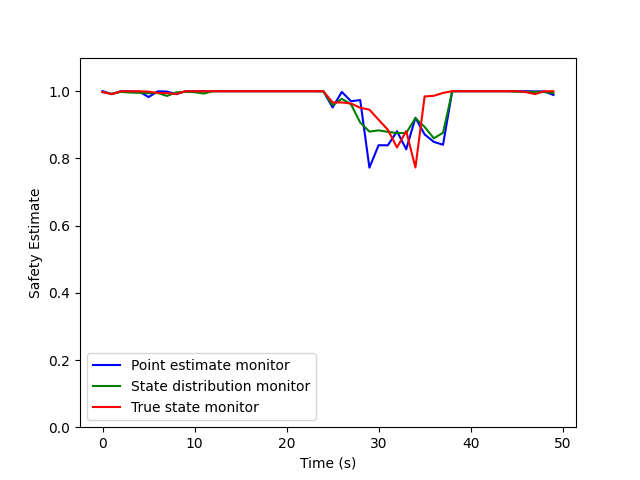 1.0
0.8
0.6
0.4
0.2
0.0
Safety Estimate
Point estimate monitor
State distribution monitor
True state monitor
0 10 20 30 40 50
Time (s)